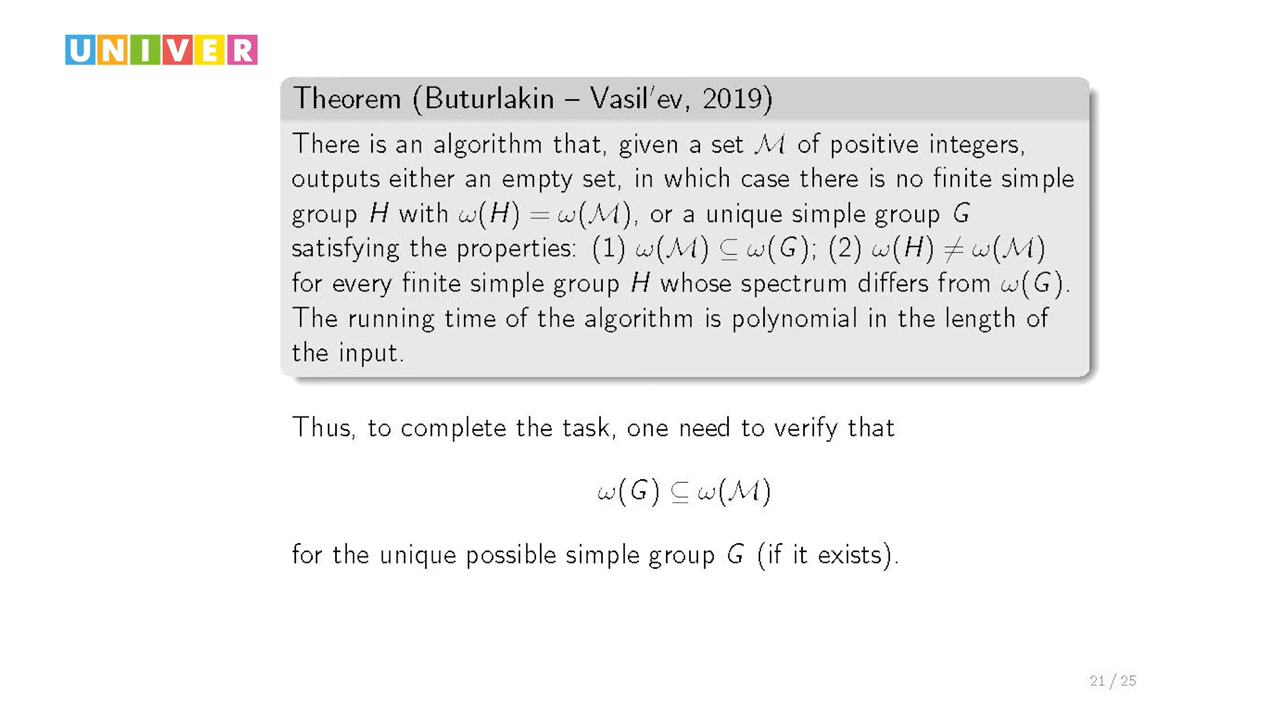 UNIVER
Theorem (Buturlakin – Vasil′ev, 2019)
There is an algorithm that, given a set ℳ of positive integers,
outputs either an empty set, in which case there is no finite simple
group H with ω(H) = ω(ℳ), or a unique simple group G
satisfying the properties: (1) ω(ℳ) ⊆ ω(G); (2) ω(H) ≠ ω(ℳ)
for every finite simple group H whose spectrum differs from ω(G).
The running time of the algorithm is polynomial in the length of
the input.
Thus, to complete the task, one need to verify that
ω(G) ⊆ ω(ℳ)
for the unique possible simple group G (if it exists).
21 / 25